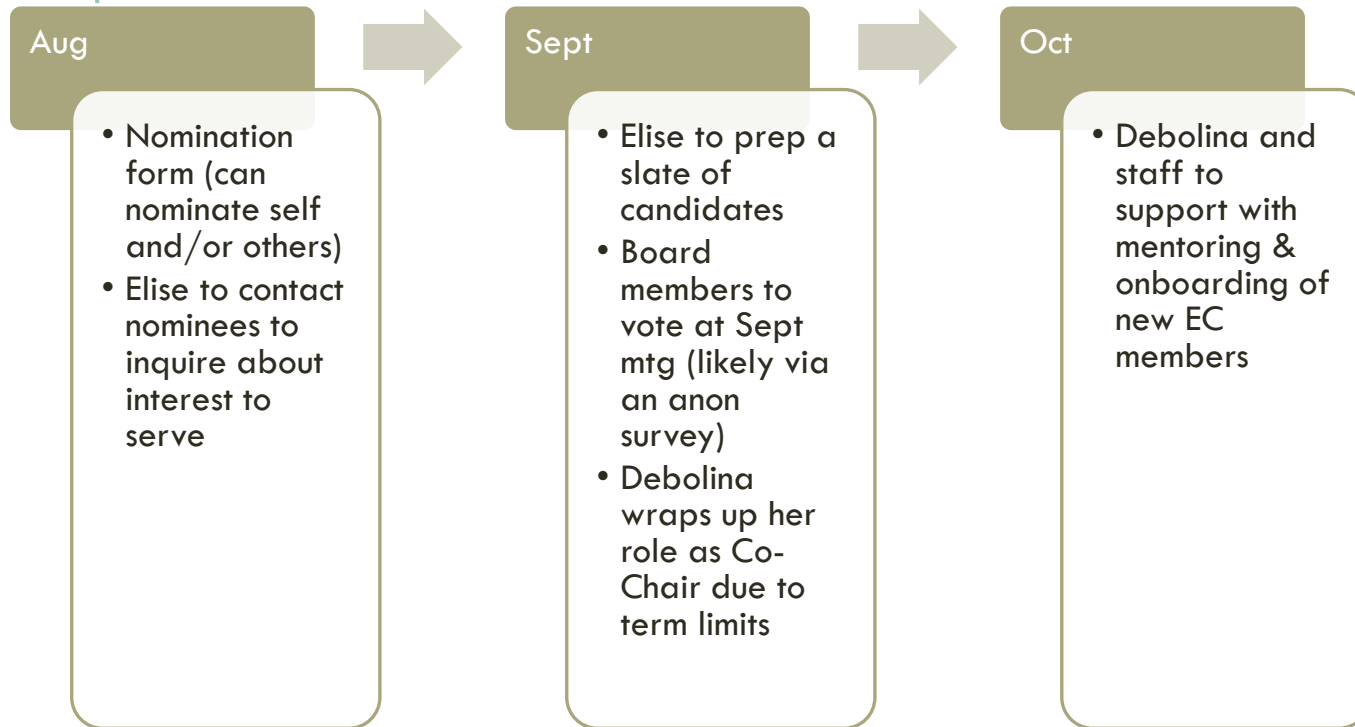 Aug
• Nomination
form (can
nominate self
and/or others)
• Elise to contact
nominees to
inquire about
interest to
serve
Sept
• Elise to prep a
slate of
candidates
• Board
members to
vote at Sept
mtg (likely via
an anon
survey)
• Debolina
wraps up her
role as Co-
Chair due to
term limits
Oct
• Debolina and
staff to
support with
mentoring &
onboarding of
new EC
members